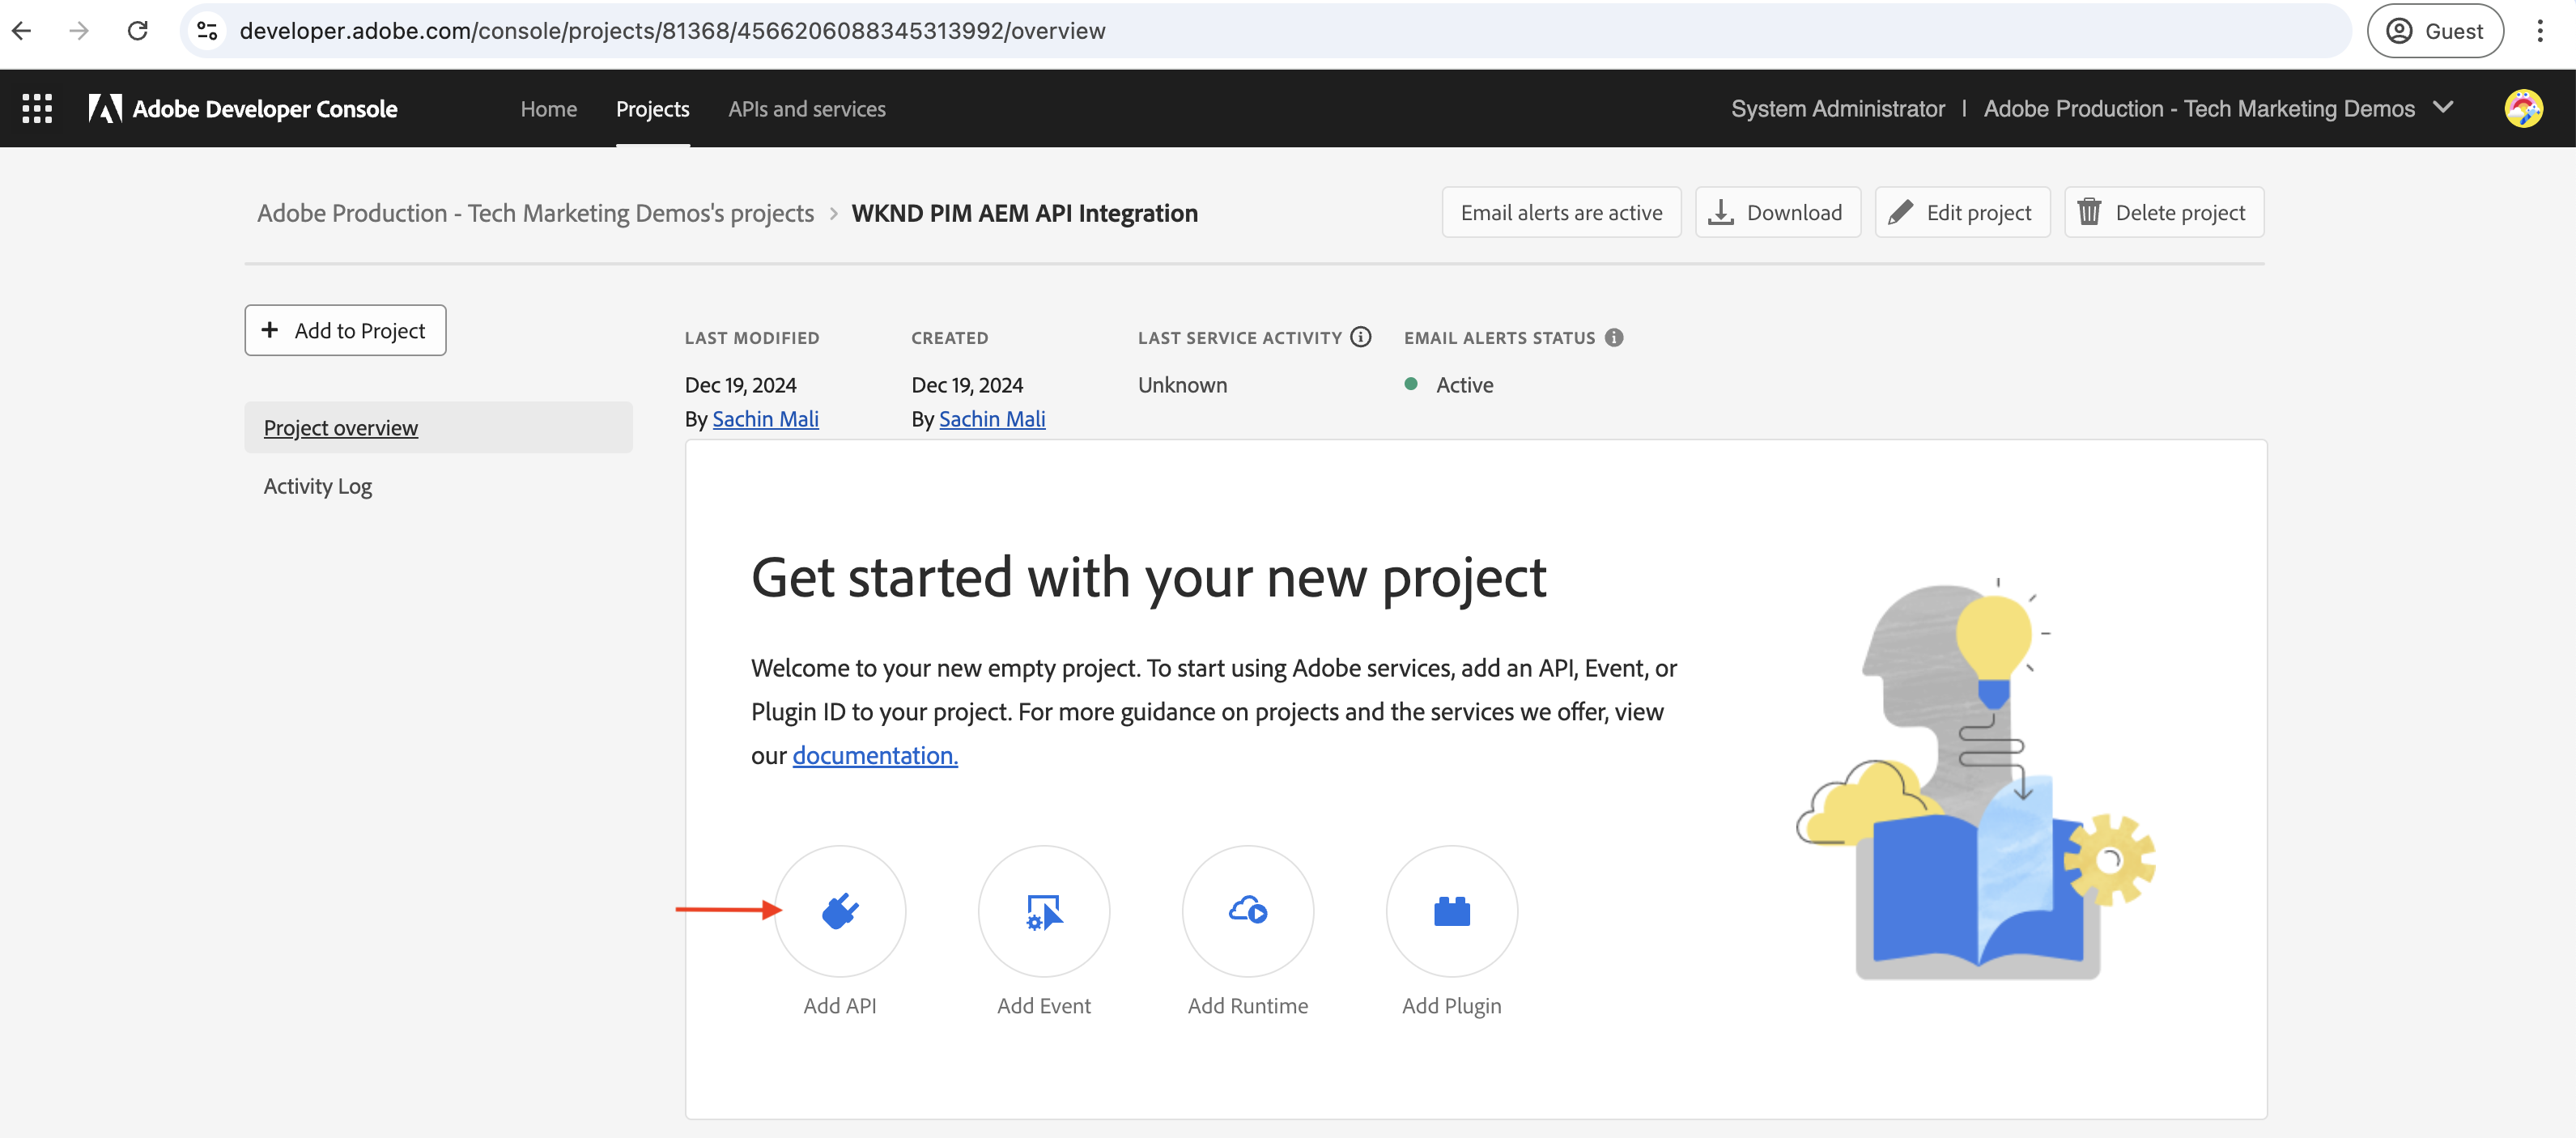 developer.adobe.com/console/projects/81368/4566206088345313992/overview
Guest
Adobe Developer Console
Home
Projects
APIs and services
System Administrator | Adobe Production - Tech Marketing Demos
Adobe Production - Tech Marketing Demos's projects > WKND PIM AEM API Integration
Email alerts are active
Download
Edit project
Delete project
+ Add to Project
Project overview
Activity Log
LAST MODIFIED
Dec 19, 2024
By Sachin Mali
CREATED
Dec 19, 2024
By Sachin Mali
LAST SERVICE ACTIVITY
Unknown
EMAIL ALERTS STATUS
Active
Get started with your new project
Welcome to your new empty project. To start using Adobe services, add an API, Event, or
Plugin ID to your project. For more guidance on projects and the services we offer, view
our documentation.
Add API
Add Event
Add Runtime
Add Plugin